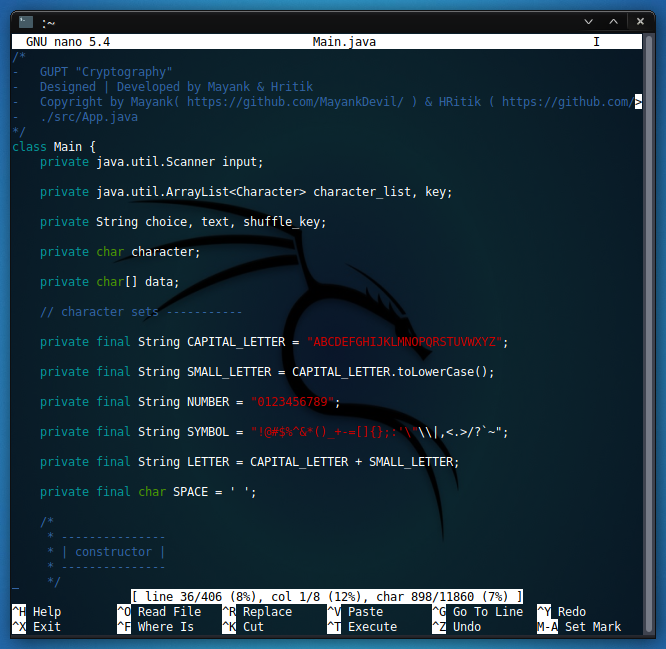 :~
GNU nano 5.4 Main.java I
/*
-   GUPT "Cryptography"
-   Designed | Developed by Mayank & Hritik
-   Copyright by Mayank( https://github.com/MayankDevil/ ) & HRitik ( https://github.com/>
-   ./src/App.java
*/
class Main {
    private java.util.Scanner input;
    private java.util.ArrayList<Character> character_list, key;
    private String choice, text, shuffle_key;
    private char character;
    private char[] data;
    // character sets -----------
    private final String CAPITAL_LETTER = "ABCDEFGHIJKLMNOPQRSTUVWXYZ";
    private final String SMALL_LETTER = CAPITAL_LETTER.toLowerCase();
    private final String NUMBER = "0123456789";
    private final String SYMBOL = "!@#$%^&*()_+-=[]{};:'\"\\|,<.>/?`~";
    private final String LETTER = CAPITAL_LETTER + SMALL_LETTER;
    private final char SPACE = ' ';
    /*
     * ---------------
     * | constructor |
     * ---------------
     */
[ line 36/406 (8%), col 1/8 (12%), char 898/11860 (7%) ]
^H Help ^O Read File ^R Replace ^V Paste ^G Go To Line ^Y Redo
^X Exit ^F Where Is ^K Cut ^T Execute ^Z Undo M-A Set Mark